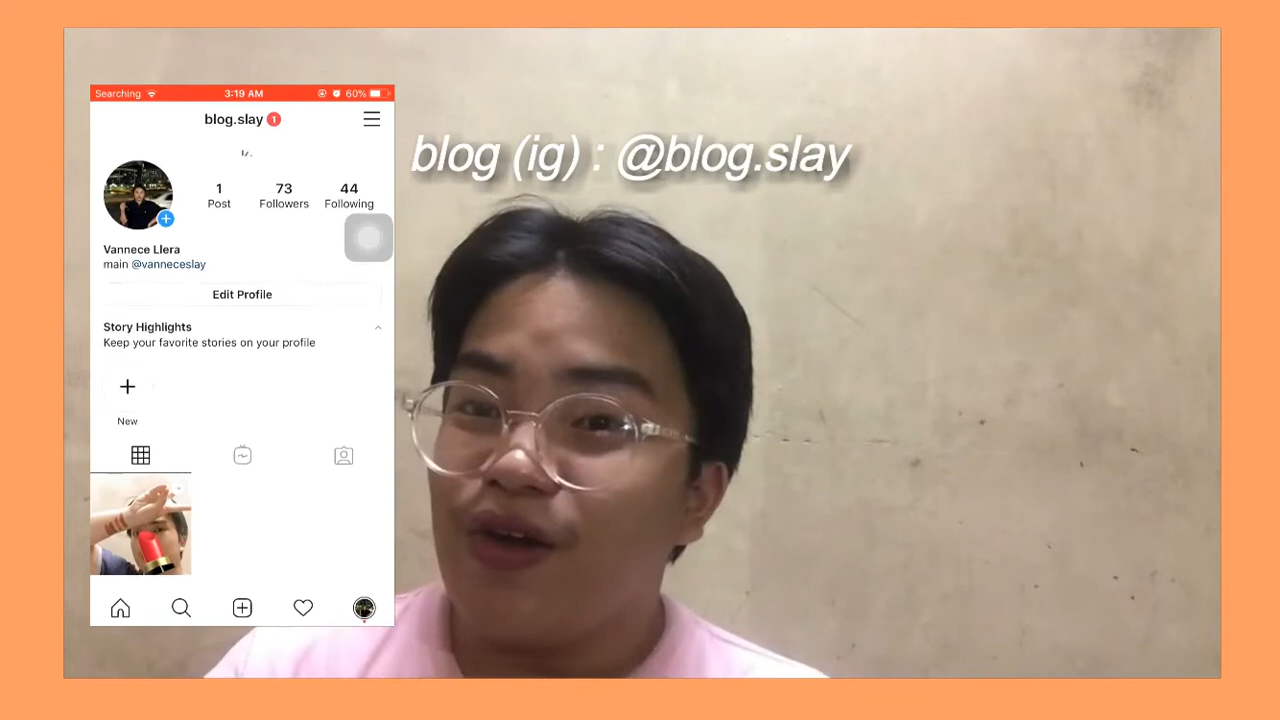 Searching 3:19 AM 60%
blog.slay 1
blog (ig) : @blog.slay
1 73 44
Post Followers Following
Vannece Llera
main @vanneceslay
Edit Profile
Story Highlights
Keep your favorite stories on your profile
New